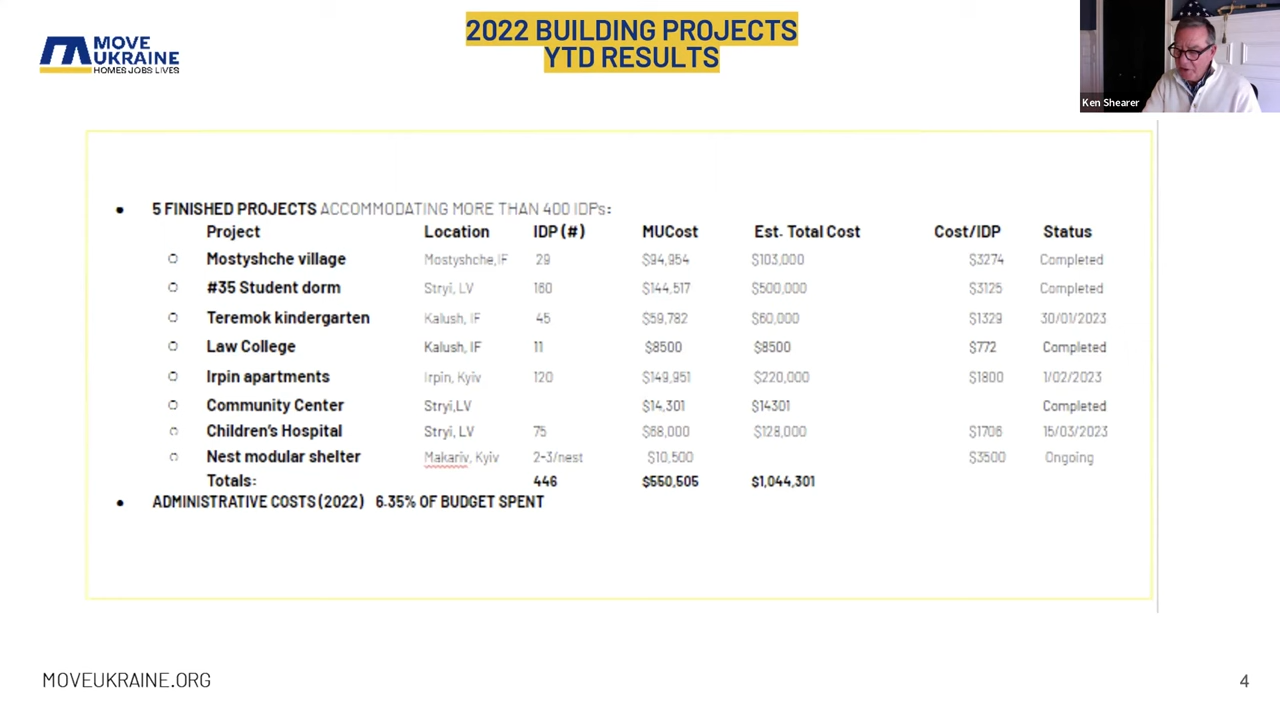 2022 BUILDING PROJECTS
YTD RESULTS
MOVE
UKRAINE
HOMES JOBS LIVES
Ken Shearer
• 5 FINISHED PROJECTS ACCOMMODATING MORE THAN 400 IDPs:
Project Location IDP (#) MUCost Est. Total Cost Cost/IDP Status
Mostyshche village Mostyshche,IF 29 $94,954 $103,000 $3274 Completed
#35 Student dorm Stryi, LV 160 $144,517 $500,000 $3125 Completed
Teremok kindergarten Kalush, IF 45 $59,782 $60,000 $1329 30/01/2023
Law College Kalush, IF 11 $8500 $8500 $772 Completed
Irpin apartments Irpin, Kyiv 120 $149,951 $220,000 $1800 1/02/2023
Community Center Stryi,LV $14,301 $14301 Completed
Children's Hospital Stryi, LV 75 $68,000 $128,000 $1706 15/03/2023
Nest modular shelter Makariv, Kyiv 2-3/nest $10,500 $3500 Ongoing
Totals: 446 $550,505 $1,044,301
• ADMINISTRATIVE COSTS (2022) 6.35% OF BUDGET SPENT
MOVEUKRAINE.ORG
4